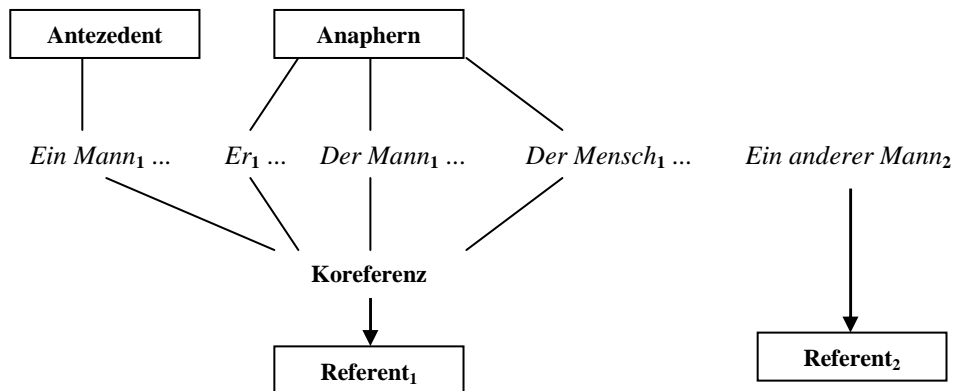 Antezedent Anaphern
Ein Mann₁ ... Er₁ ... Der Mann₁ ... Der Mensch₁ ... Ein anderer Mann₂
Koreferenz
Referent₂
Referent₁